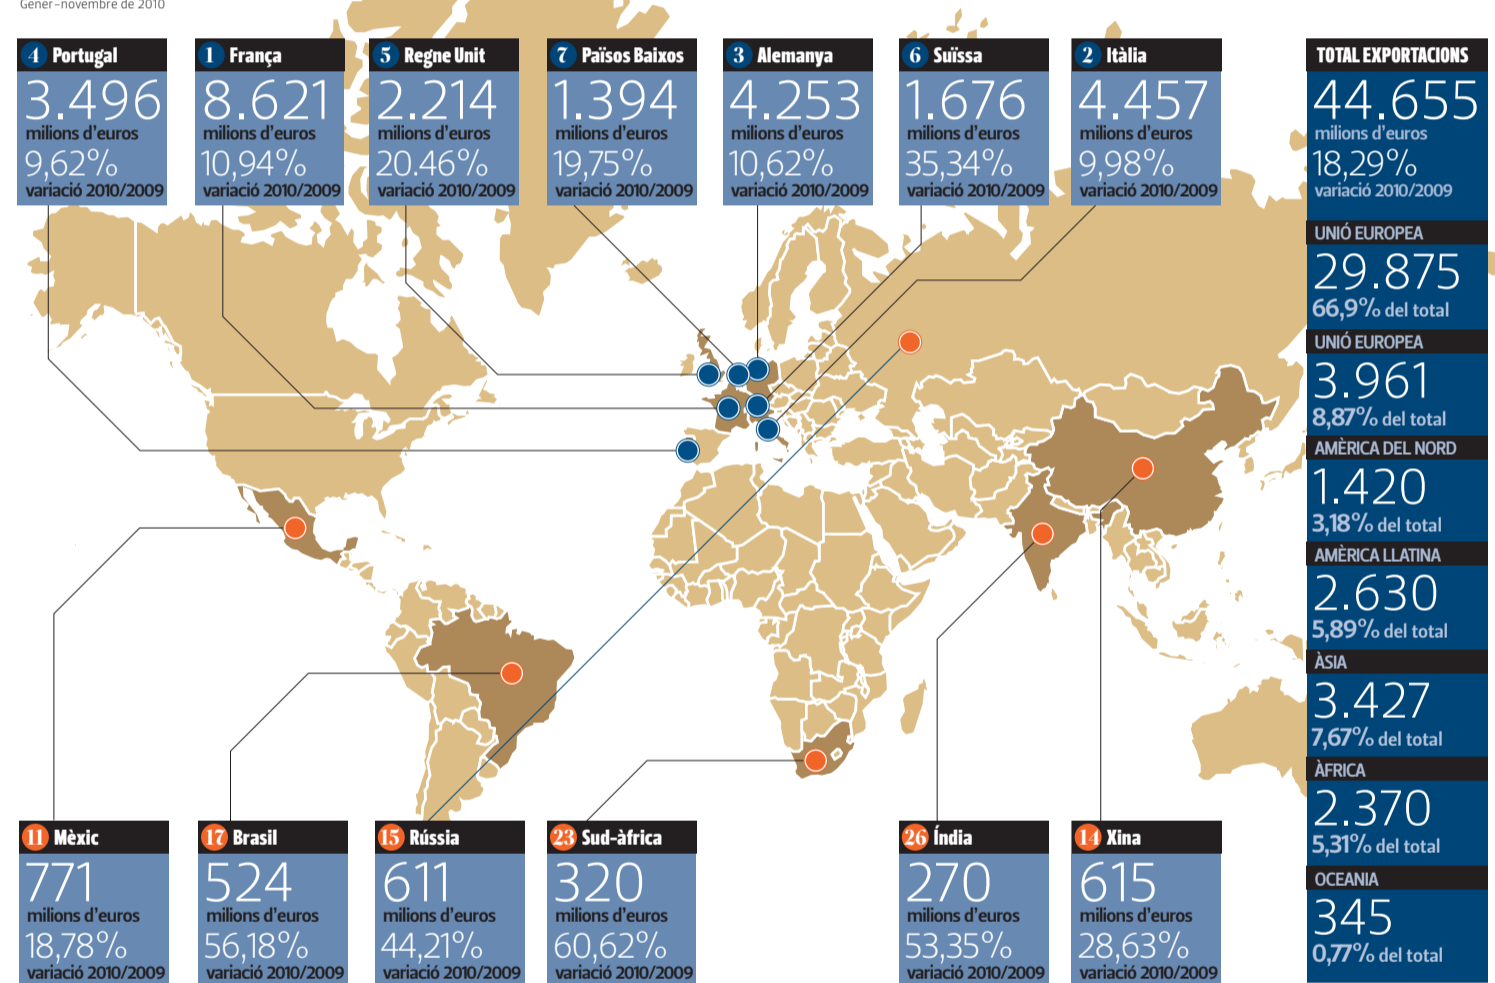 Gener-novembre de 2010
4 Portugal
3.496
milions d'euros
9,62%
variació 2010/2009
1 França
8.621
milions d'euros
10,94%
variació 2010/2009
5 Regne Unit
2.214
milions d'euros
20.46%
variació 2010/2009
7 Països Baixos
1.394
milions d'euros
19,75%
variació 2010/2009
3 Alemanya
4.253
milions d'euros
10,62%
variació 2010/2009
6 Suïssa
1.676
milions d'euros
35,34%
variació 2010/2009
2 Itàlia
4.457
milions d'euros
9,98%
variació 2010/2009
TOTAL EXPORTACIONS
44.655
milions d'euros
18,29%
variació 2010/2009
UNIÓ EUROPEA
29.875
66,9% del total
UNIÓ EUROPEA
3.961
8,87% del total
AMÈRICA DEL NORD
1.420
3,18% del total
AMÈRICA LLATINA
2.630
5,89% del total
ÀSIA
3.427
7,67% del total
ÀFRICA
2.370
5,31% del total
OCEANIA
345
0,77% del total
11 Mèxic
771
milions d'euros
18,78%
variació 2010/2009
17 Brasil
524
milions d'euros
56,18%
variació 2010/2009
15 Rússia
611
milions d'euros
44,21%
variació 2010/2009
23 Sud-àfrica
320
milions d'euros
60,62%
variació 2010/2009
26 Índia
270
milions d'euros
53,35%
variació 2010/2009
14 Xina
615
milions d'euros
28,63%
variació 2010/2009